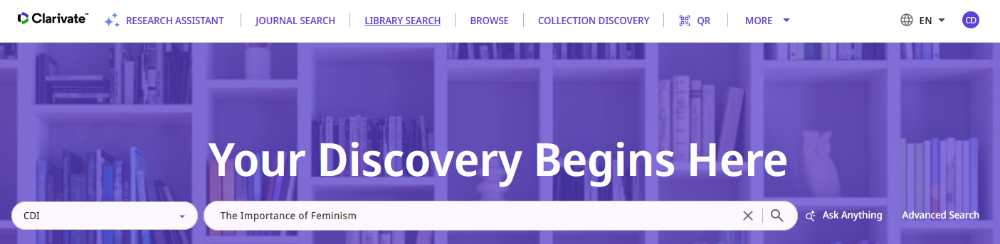 Clarivate™ RESEARCH ASSISTANT JOURNAL SEARCH LIBRARY SEARCH BROWSE COLLECTION DISCOVERY QR MORE EN CD
Your Discovery Begins Here
CDI The Importance of Feminism Ask Anything Advanced Search